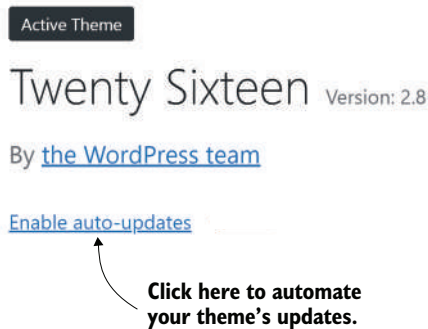 Active Theme
Twenty Sixteen Version: 2.8
By the WordPress team
Enable auto-updates
Click here to automate
your theme's updates.